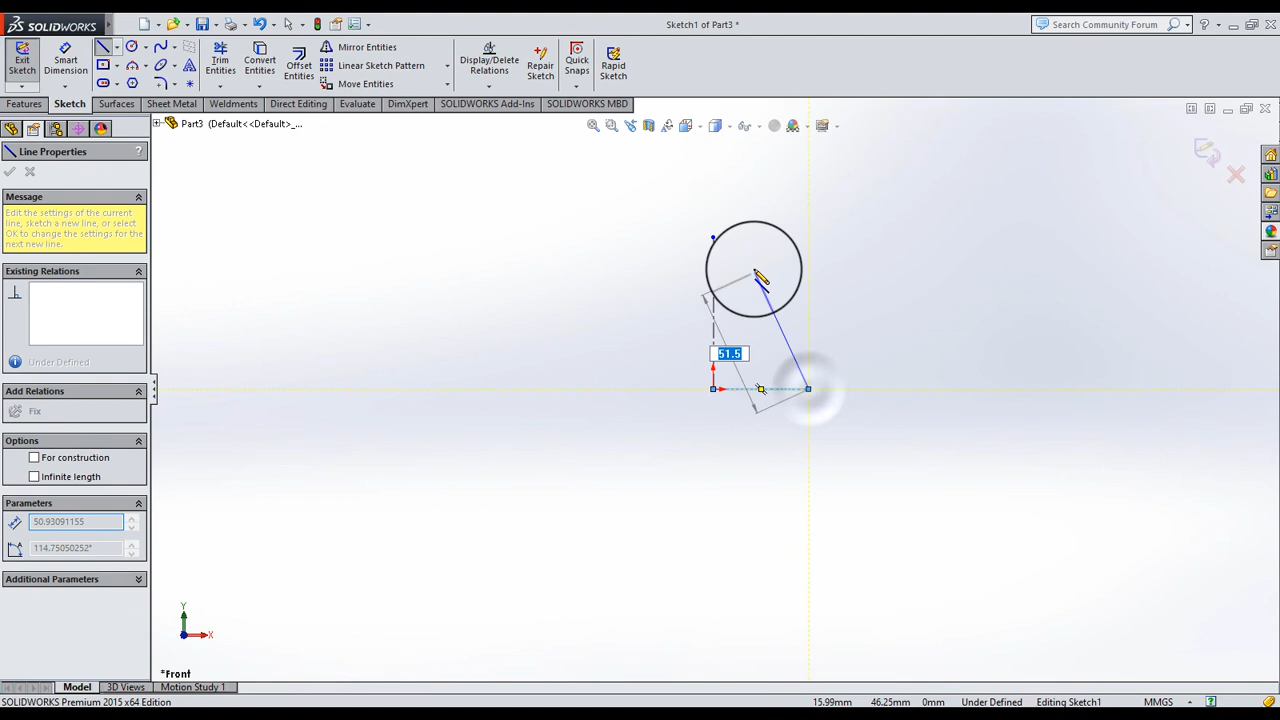 SOLIDWORKS
Sketch1 of Part3 *
Search Community Forum
Exit Sketch
Smart Dimension
Trim Entities
Convert Entities
Offset Entities
Mirror Entities
Linear Sketch Pattern
Move Entities
Display/Delete Relations
Repair Sketch
Quick Snaps
Rapid Sketch
Features
Sketch
Surfaces
Sheet Metal
Weldments
Direct Editing
Evaluate
DimXpert
SOLIDWORKS Add-Ins
SOLIDWORKS MBD
Part3 (Default<<Default>_...
Line Properties
?
Message
Edit the settings of the current
line, sketch a new line, or select
OK to change the settings for the
next new line.
Existing Relations
Under Defined
Add Relations
Fix
Options
For construction
Infinite length
Parameters
50.93091155
114.75050252°
Additional Parameters
51.5
Y
X
*Front
Model
3D Views
Motion Study 1
SOLIDWORKS Premium 2015 x64 Edition
15.99mm
46.25mm
0mm
Under Defined
Editing Sketch1
MMGS